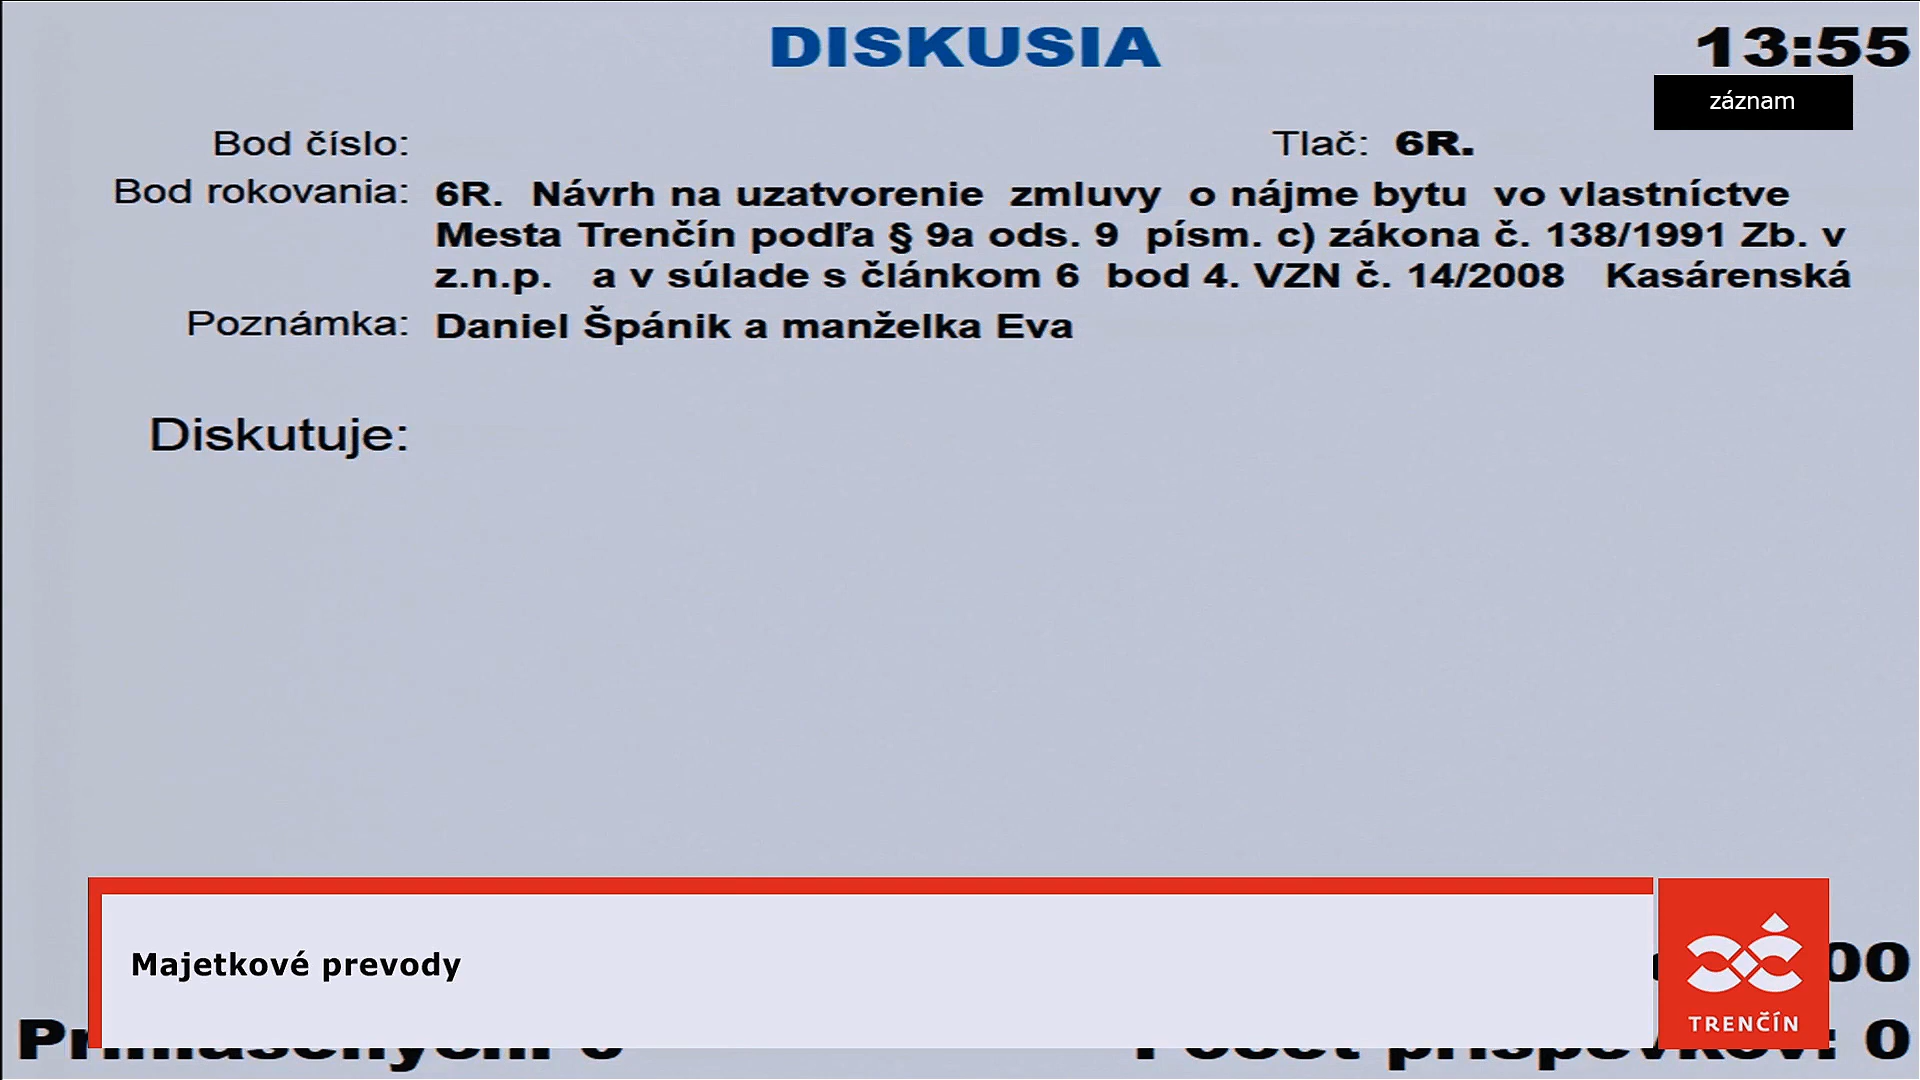 DISKUSIA
13:55
záznam
Bod číslo:
Tlač: 6R.
Bod rokovania: 6R. Návrh na uzatvorenie zmluvy o nájme bytu vo vlastníctve
Mesta Trenčín podľa § 9a ods. 9 písm. c) zákona č. 138/1991 Zb. v
z.n.p. a v súlade s článkom 6 bod 4. VZN č. 14/2008 Kasárenská
Poznámka: Daniel Špánik a manželka Eva
Diskutuje:
Majetkové prevody
TRENČÍN
00
0